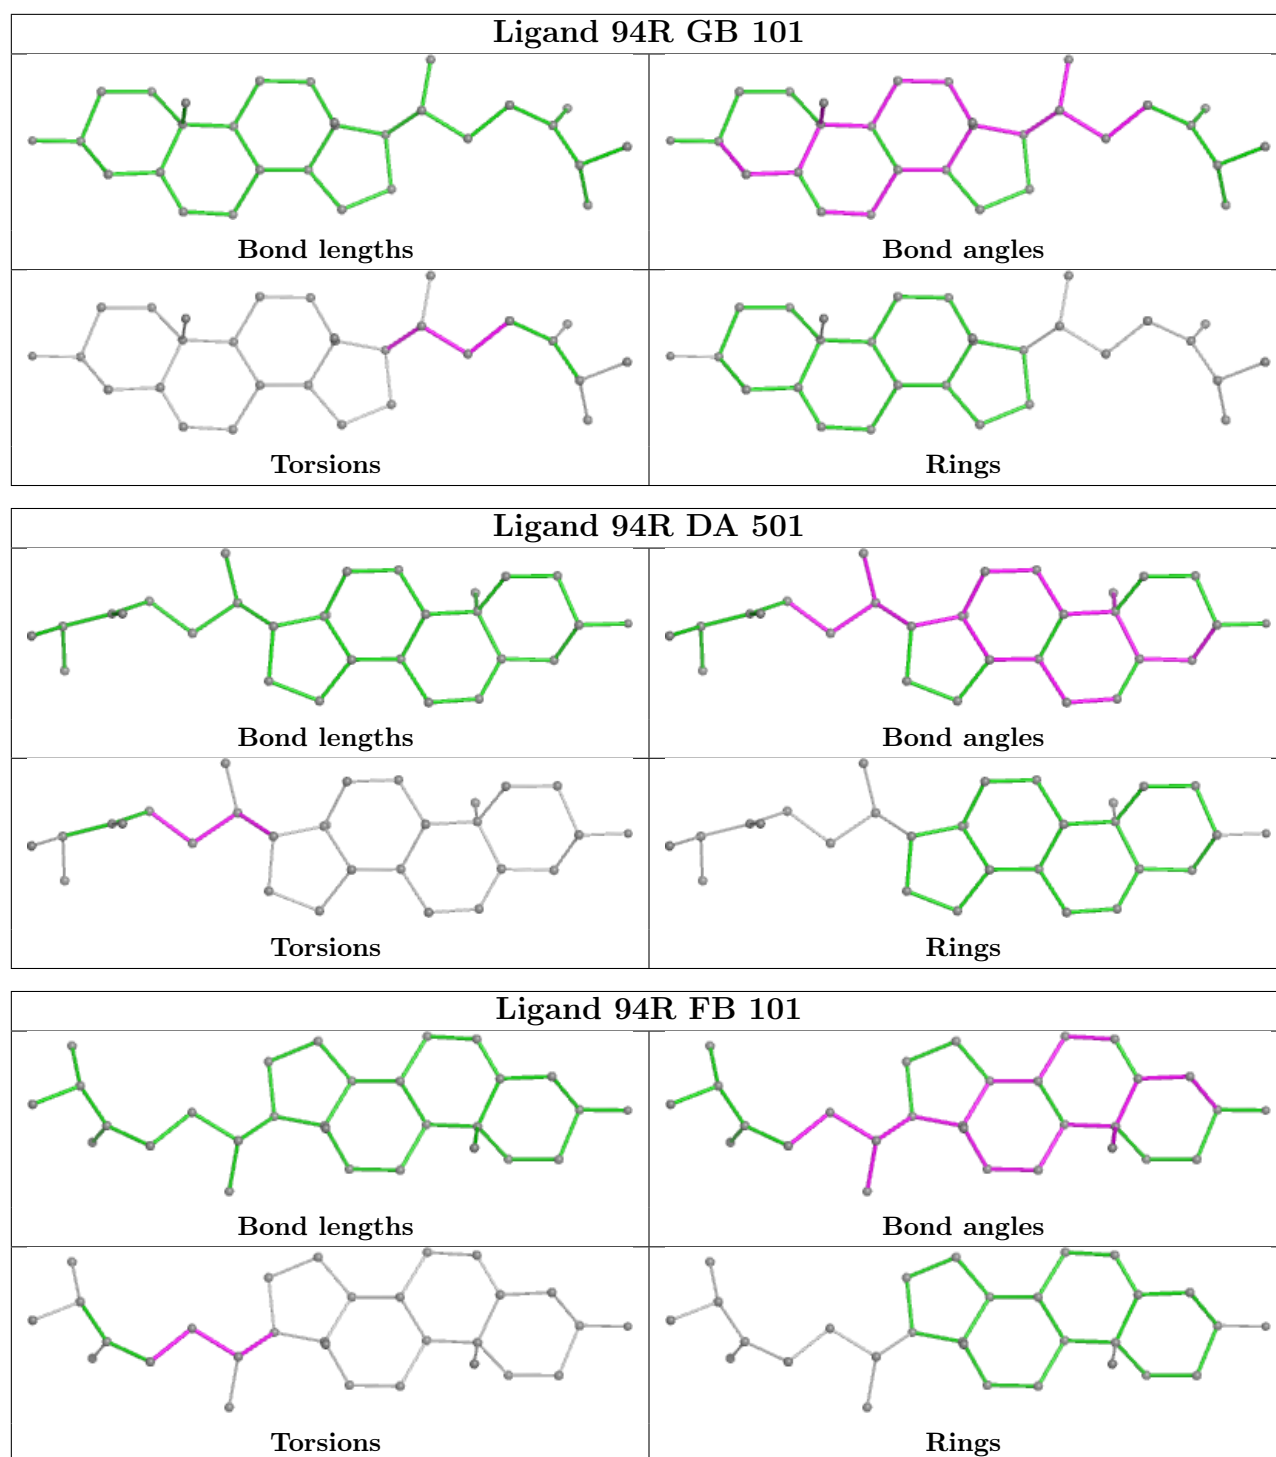 Ligand 94R GB 101
Bond lengths
Bond angles
Torsions
Rings
Ligand 94R DA 501
Bond lengths
Bond angles
Torsions
Rings
Ligand 94R FB 101
Bond lengths
Bond angles
Torsions
Rings